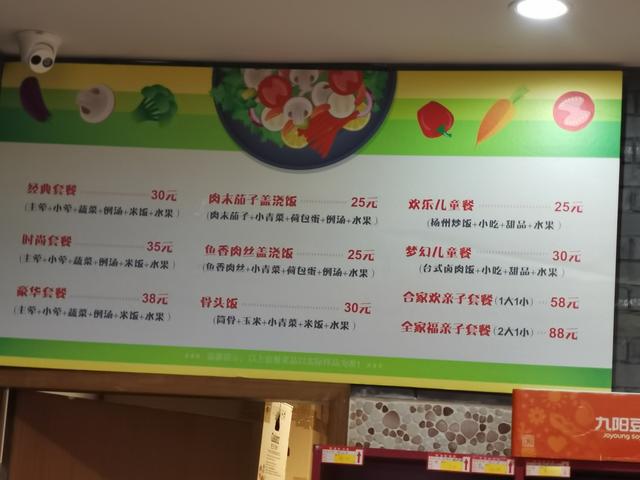 经典套餐 30元
(主荤+小荤+蔬菜+例汤+米饭+水果)
时尚套餐 35元
(主荤+小荤+蔬菜+例汤+米饭+水果)
豪华套餐 38元
(主荤+小荤+蔬菜+例汤+米饭+水果)
肉末茄子盖浇饭 25元
(肉末茄子+小青菜+荷包蛋+例汤+水果)
鱼香肉丝盖浇饭 25元
(鱼香肉丝+小青菜+荷包蛋+例汤+水果)
骨头饭 30元
(筒骨+玉米+小青菜+米饭+水果)
欢乐儿童餐 25元
(扬州炒饭+小吃+甜品+水果)
梦幻儿童餐 30元
(台式卤肉饭+小吃+甜品+水果)
合家欢亲子套餐(1大1小) 58元
全家福亲子套餐(2大1小) 88元
九阳豆
Joyoung so